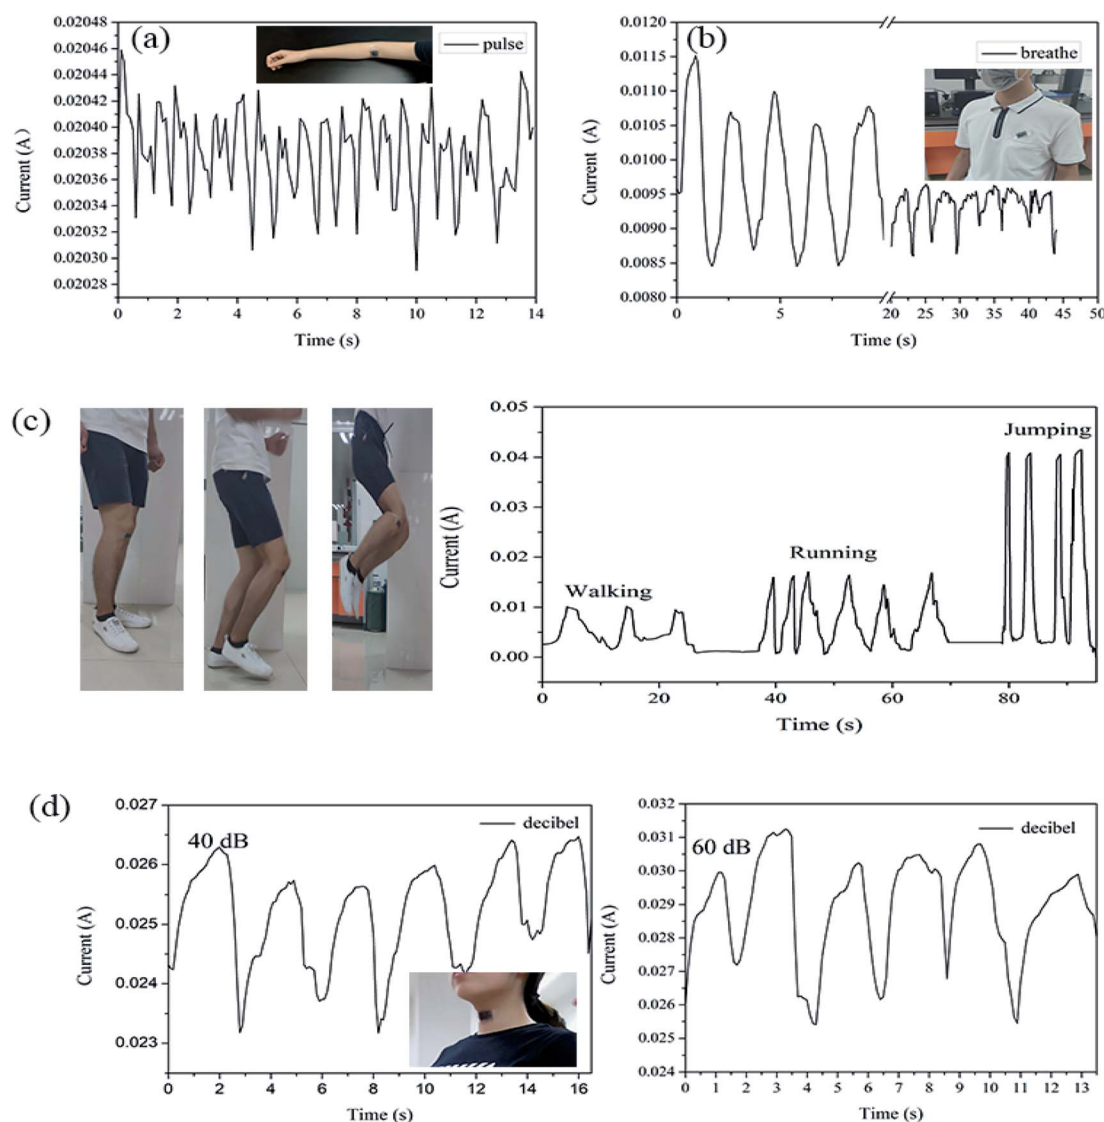 (a)
pulse
Current (A)
0.02048
0.02046
0.02044
0.02042
0.02040
0.02038
0.02036
0.02034
0.02032
0.02030
0.02028
0 2 4 6 8 10 12 14
Time (s)
(b)
breathe
Current (A)
0.0120
0.0115
0.0110
0.0105
0.0100
0.0095
0.0090
0.0085
0.0080
0 5 20 25 30 35 40 45 50
Time (s)
(c)
Current (A)
0.05
0.04
0.03
0.02
0.01
0.00
Walking
Running
Jumping
0 20 40 60 80
Time (s)
(d)
40 dB
decibel
Current (A)
0.027
0.026
0.025
0.024
0.023
0 2 4 6 8 10 12 14 16
Time (s)
60 dB
decibel
Current (A)
0.032
0.031
0.030
0.029
0.028
0.027
0.026
0.025
0.024
0 1 2 3 4 5 6 7 8 9 10 11 12 13
Time (s)